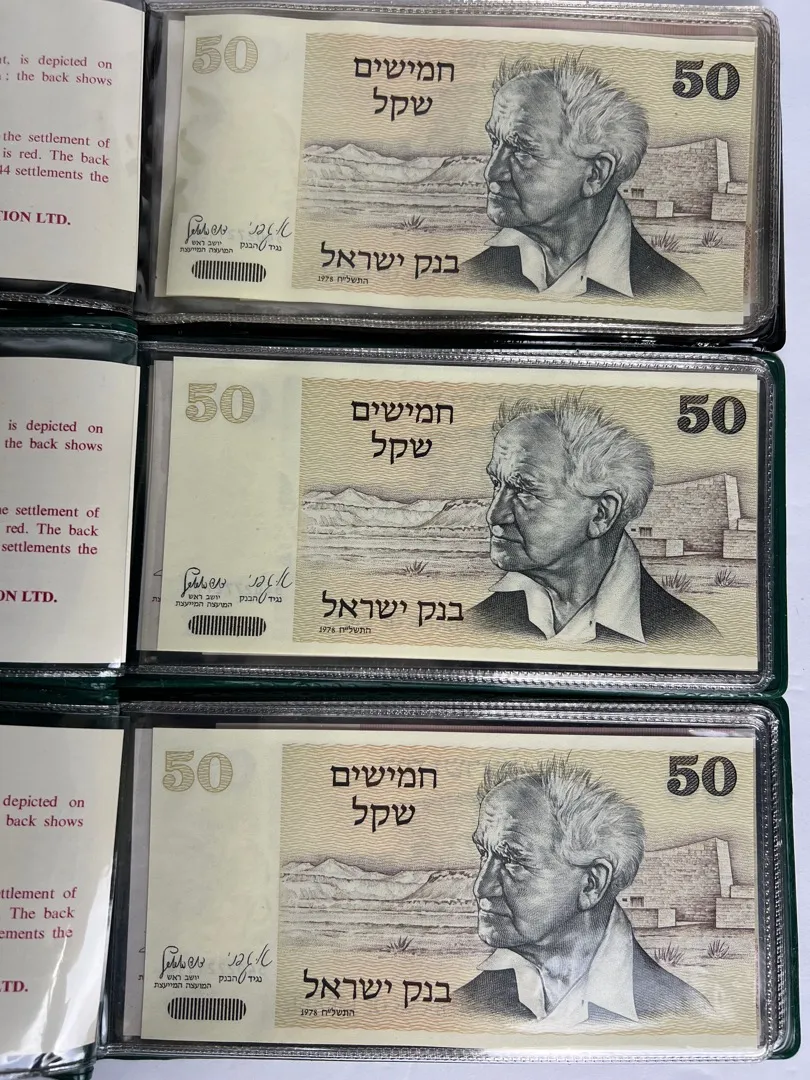 t, is depicted on
; the back shows
the settlement of
is red. The back
44 settlements the
TION LTD.
50
חמישים
שקל
50
יושב ראש
המועצה המייעצת
נגיד הבנק
בנק ישראל
1978 התשל״ח
is depicted on
the back shows
e settlement of
red. The back
settlements the
ON LTD.
50
חמישים
שקל
50
יושב ראש
המועצה המייעצת
נגיד הבנק
בנק ישראל
1978 התשל״ח
depicted on
back shows
ttlement of
The back
ements the
TD.
50
חמישים
שקל
50
יושב ראש
המועצה המייעצת
נגיד הבנק
בנק ישראל
1978 התשל״ח